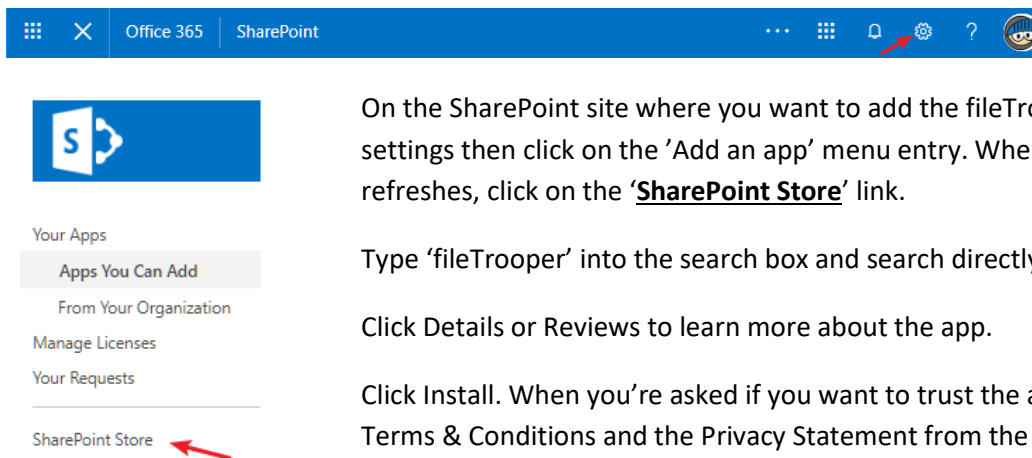 Office 365 SharePoint
On the SharePoint site where you want to add the
settings then click on the ’Add an app’ menu entry.
refreshes, click on the ‘SharePoint Store’ link.
Type ‘fileTrooper’ into the search box and search
Click Details or Reviews to learn more about the app.
Click Install. When you’re asked if you want to trust the
Terms & Conditions and the Privacy Statement from the
S
Your Apps
Apps You Can Add
From Your Organization
Manage Licenses
Your Requests
SharePoint Store